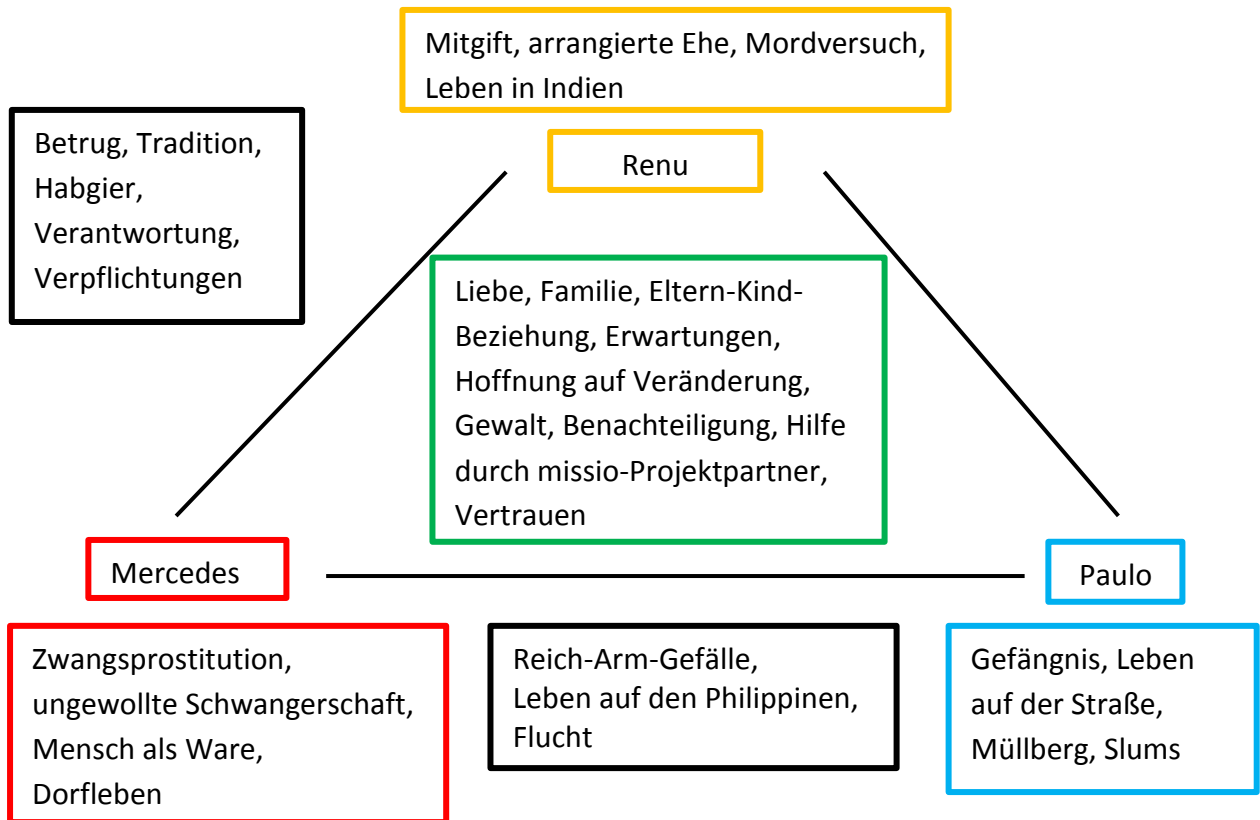 Mitgift, arrangierte Ehe, Mordversuch,
Leben in Indien
Betrug, Tradition,
Habgier,
Verantwortung,
Verpflichtungen
Renu
Liebe, Familie, Eltern-Kind-
Beziehung, Erwartungen,
Hoffnung auf Veränderung,
Gewalt, Benachteiligung, Hilfe
durch missio-Projektpartner,
Vertrauen
Mercedes
Paulo
Zwangsprostitution,
ungewollte Schwangerschaft,
Mensch als Ware,
Dorfleben
Reich-Arm-Gefälle,
Leben auf den Philippinen,
Flucht
Gefängnis, Leben
auf der Straße,
Müllberg, Slums